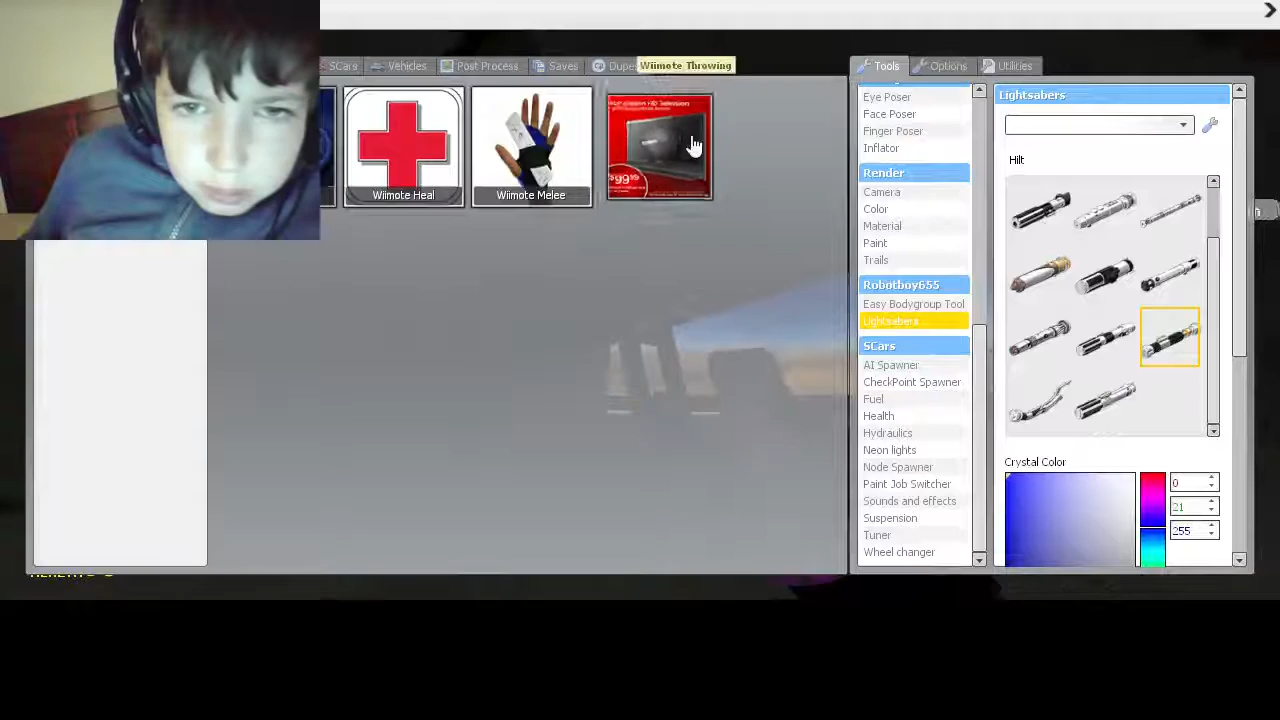 SCars
Vehicles
Post Process
Saves
Dupe
Wiimote Throwing
Tools
Options
Utilities
Wiimote Heal
Wiimote Melee
HD Television
$99
Eye Poser
Face Poser
Finger Poser
Inflator
Render
Camera
Color
Material
Paint
Trails
Robotboy655
Easy Bodygroup Tool
Lightsabers
SCars
AI Spawner
CheckPoint Spawner
Fuel
Health
Hydraulics
Neon lights
Node Spawner
Paint Job Switcher
Sounds and effects
Suspension
Tuner
Wheel changer
Lightsabers
Hilt
Crystal Color
0
21
255